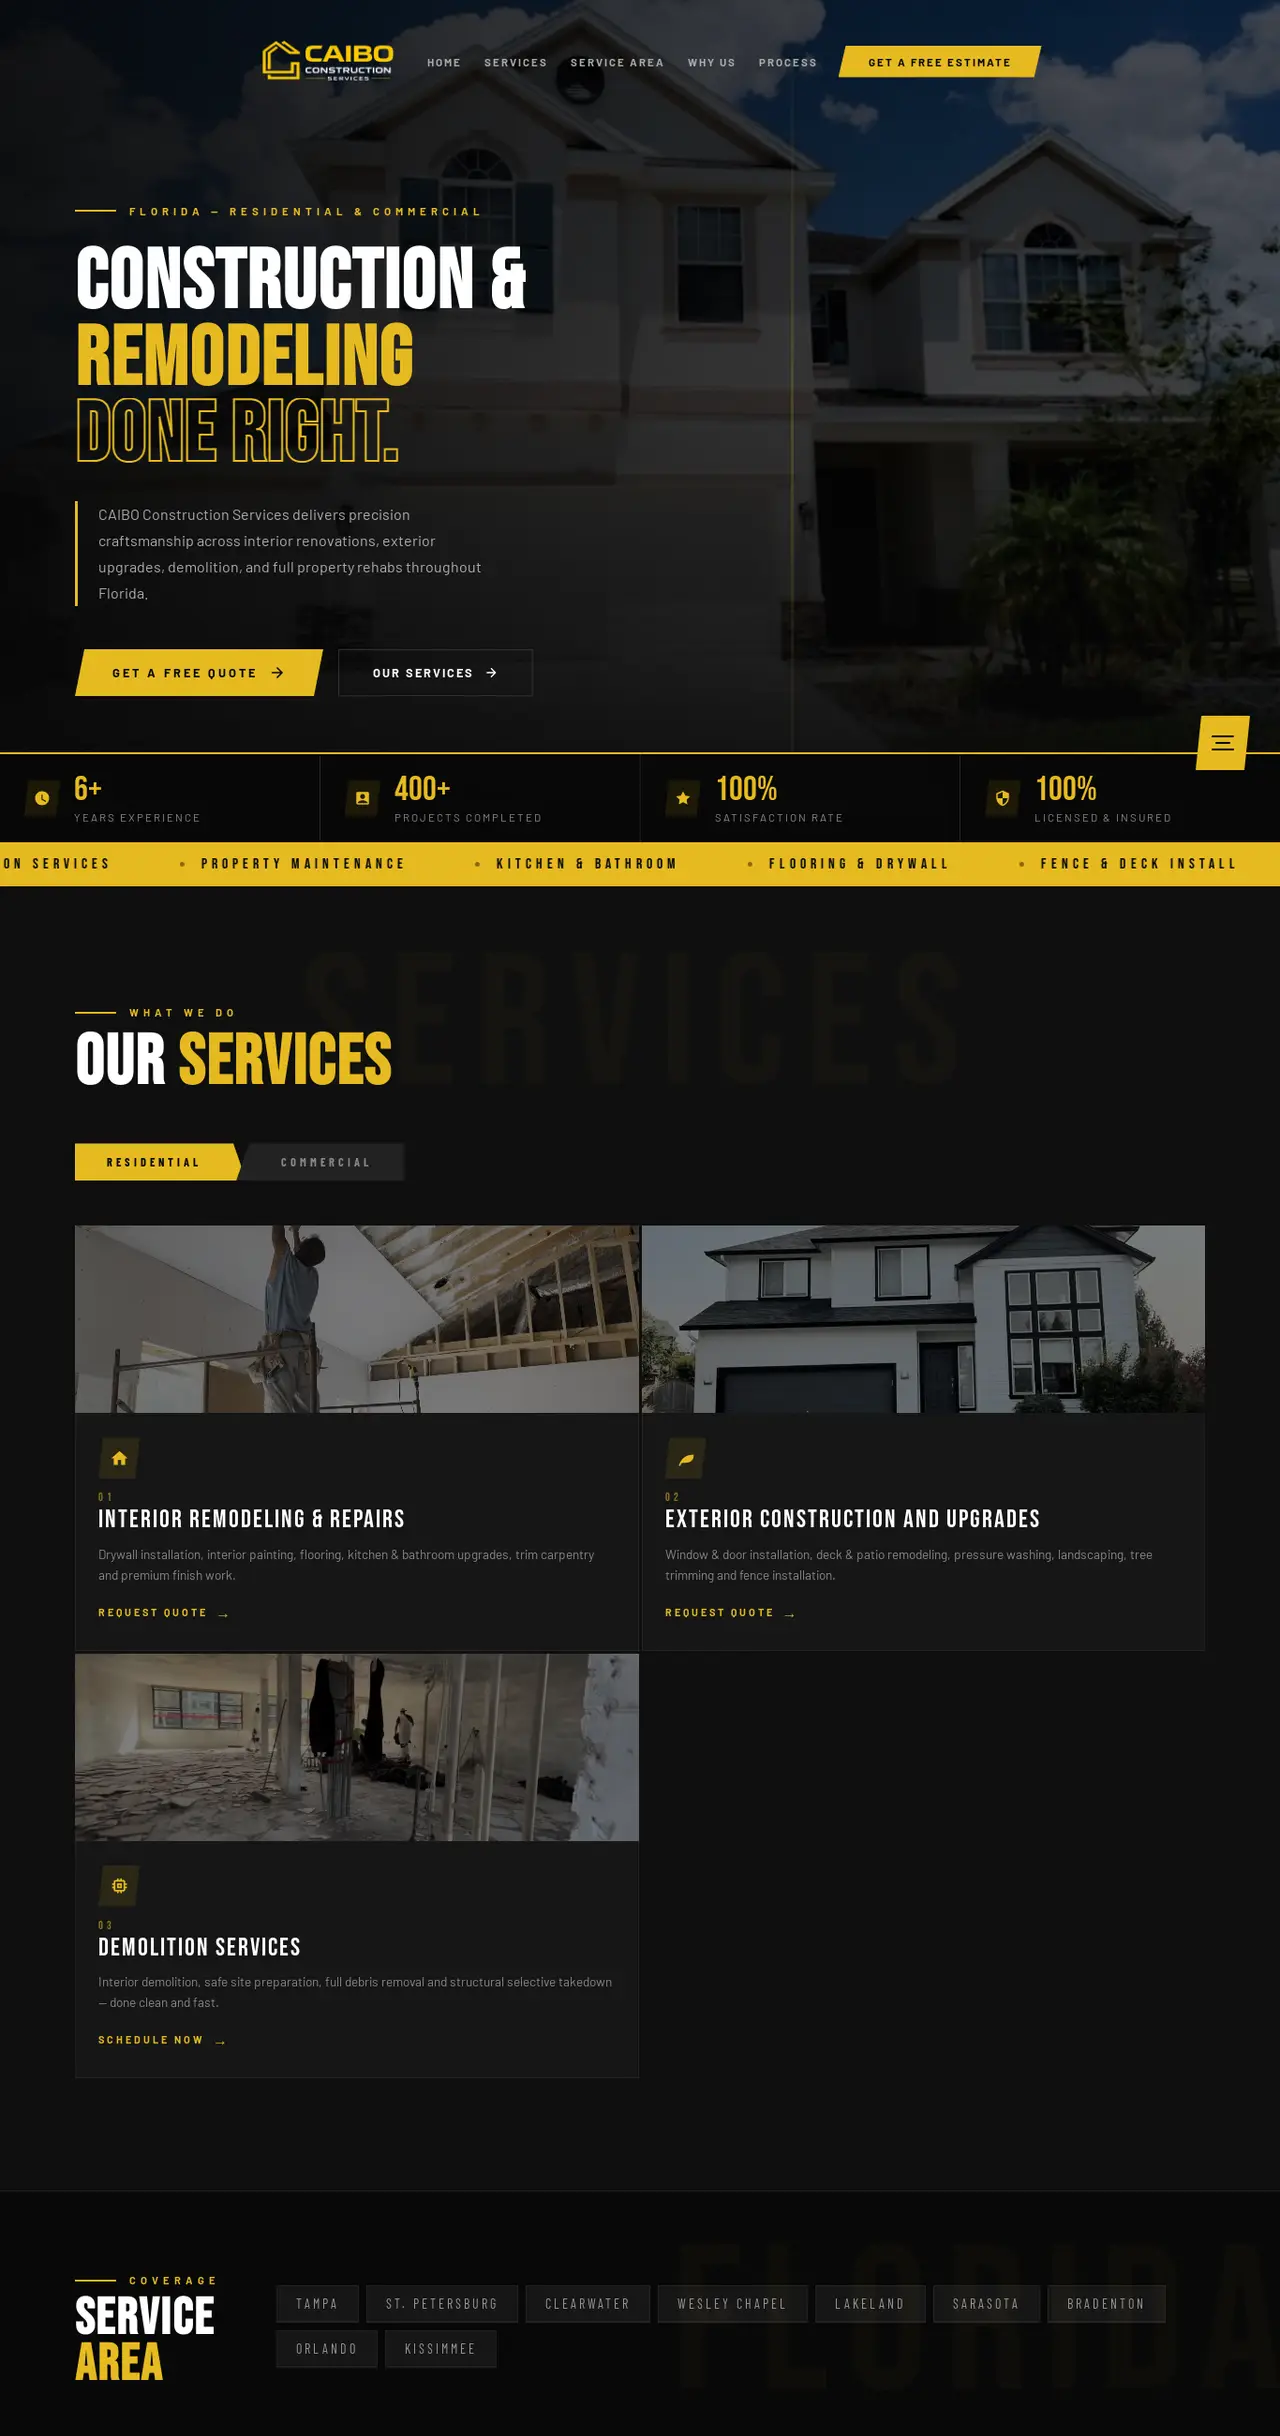 CAIBO
CONSTRUCTION
SERVICES
HOME SERVICES SERVICE AREA WHY US PROCESS GET A FREE ESTIMATE
FLORIDA — RESIDENTIAL & COMMERCIAL
CONSTRUCTION &
REMODELING
DONE RIGHT.
CAIBO Construction Services delivers precision
craftsmanship across interior renovations, exterior
upgrades, demolition, and full property rehabs throughout
Florida.
GET A FREE QUOTE → OUR SERVICES →
6+
YEARS EXPERIENCE
400+
PROJECTS COMPLETED
100%
SATISFACTION RATE
100%
LICENSED & INSURED
ON SERVICES • PROPERTY MAINTENANCE • KITCHEN & BATHROOM • FLOORING & DRYWALL • FENCE & DECK INSTALL
SERVICES
WHAT WE DO
OUR SERVICES
RESIDENTIAL COMMERCIAL
01
INTERIOR REMODELING & REPAIRS
Drywall installation, interior painting, flooring, kitchen & bathroom upgrades, trim carpentry
and premium finish work.
REQUEST QUOTE →
02
EXTERIOR CONSTRUCTION AND UPGRADES
Window & door installation, deck & patio remodeling, pressure washing, landscaping, tree
trimming and fence installation.
REQUEST QUOTE →
03
DEMOLITION SERVICES
Interior demolition, safe site preparation, full debris removal and structural selective takedown
— done clean and fast.
SCHEDULE NOW →
FLORIDA
COVERAGE
SERVICE
AREA
TAMPA ST. PETERSBURG CLEARWATER WESLEY CHAPEL LAKELAND SARASOTA BRADENTON
ORLANDO KISSIMMEE